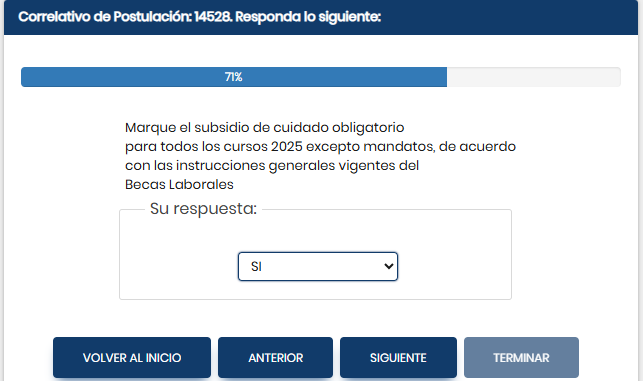 Correlativo de Postulación: 14528. Responda lo siguiente:
71%
Marque el subsidio de cuidado obligatorio
para todos los cursos 2025 excepto mandatos, de acuerdo
con las instrucciones generales vigentes del
Becas Laborales
Su respuesta:
SI
VOLVER AL INICIO
ANTERIOR
SIGUIENTE
TERMINAR